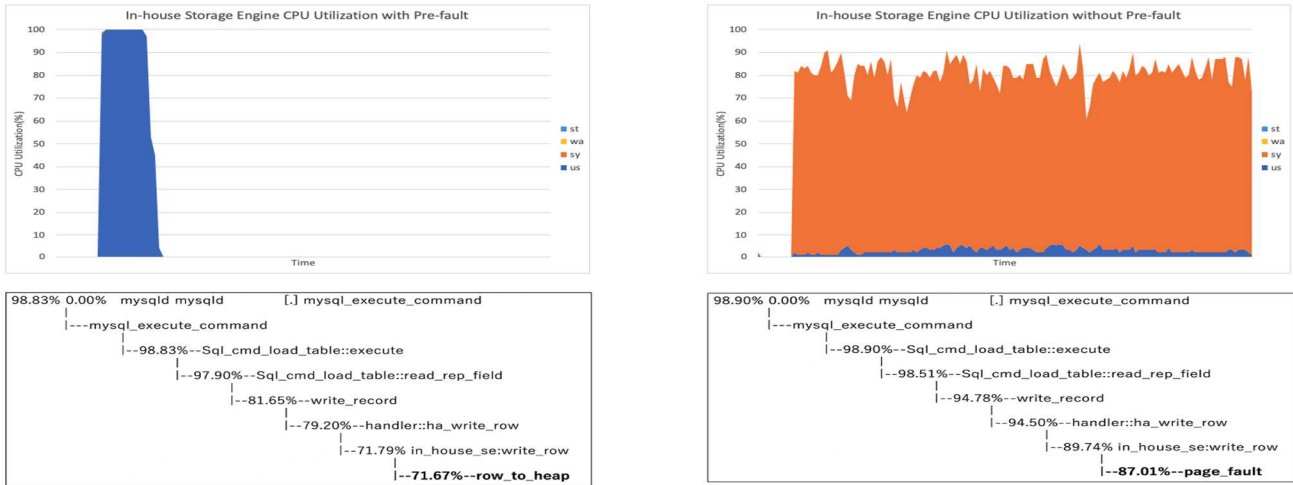 In-house Storage Engine CPU Utilization with Pre-fault
100
90
80
70
60
50
40
30
20
10
0
CPU Utilization(%)
Time
st
wa
sy
us
98.83% 0.00% mysqld mysqld [.] mysql_execute_command
|
|---mysql_execute_command
|
|--98.83%--Sql_cmd_load_table::execute
|
|--97.90%--Sql_cmd_load_table::read_rep_field
|
|--81.65%--write_record
|
|--79.20%--handler::ha_write_row
|
|--71.79% in_house_se:write_row
|
|--71.67%--row_to_heap
In-house Storage Engine CPU Utilization without Pre-fault
100
90
80
70
60
50
40
30
20
10
0
CPU Utilization(%)
Time
st
wa
sy
us
98.90% 0.00% mysqld mysqld [.] mysql_execute_command
|
|---mysql_execute_command
|
|--98.90%--Sql_cmd_load_table::execute
|
|--98.51%--Sql_cmd_load_table::read_rep_field
|
|--94.78%--write_record
|
|--94.50%--handler::ha_write_row
|
|--89.74% in_house_se:write_row
|
|--87.01%--page_fault